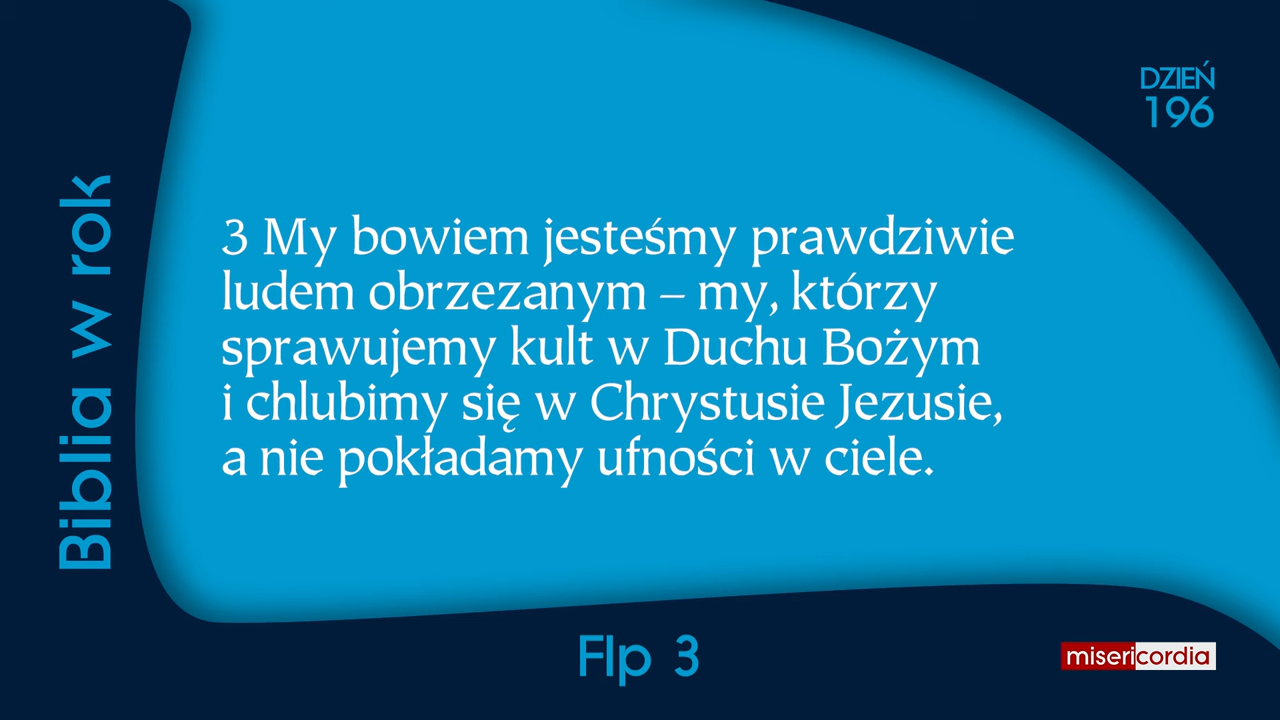 DZIEŃ
196
Biblia w rok
3 My bowiem jesteśmy prawdziwie
ludem obrzezanym – my, którzy
sprawujemy kult w Duchu Bożym
i chlubimy się w Chrystusie Jezusie,
a nie pokładamy ufności w ciele.
Flp 3
misericordia